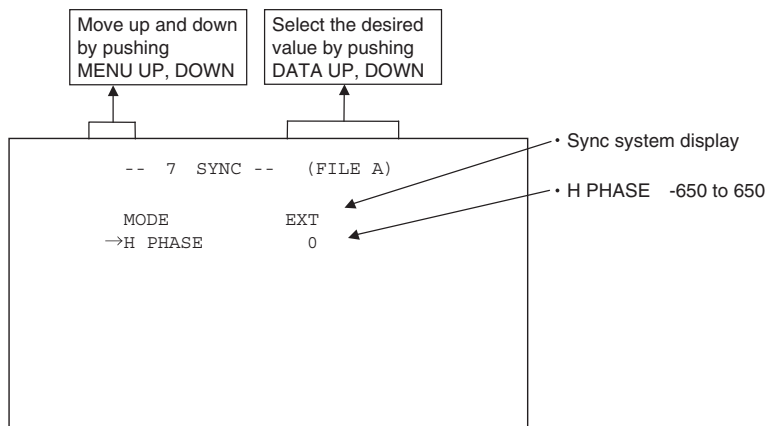 Move up and down
by pushing
MENU UP, DOWN
Select the desired
value by pushing
DATA UP, DOWN
-- 7 SYNC -- (FILE A)
MODE EXT
→H PHASE 0
・Sync system display
・H PHASE -650 to 650